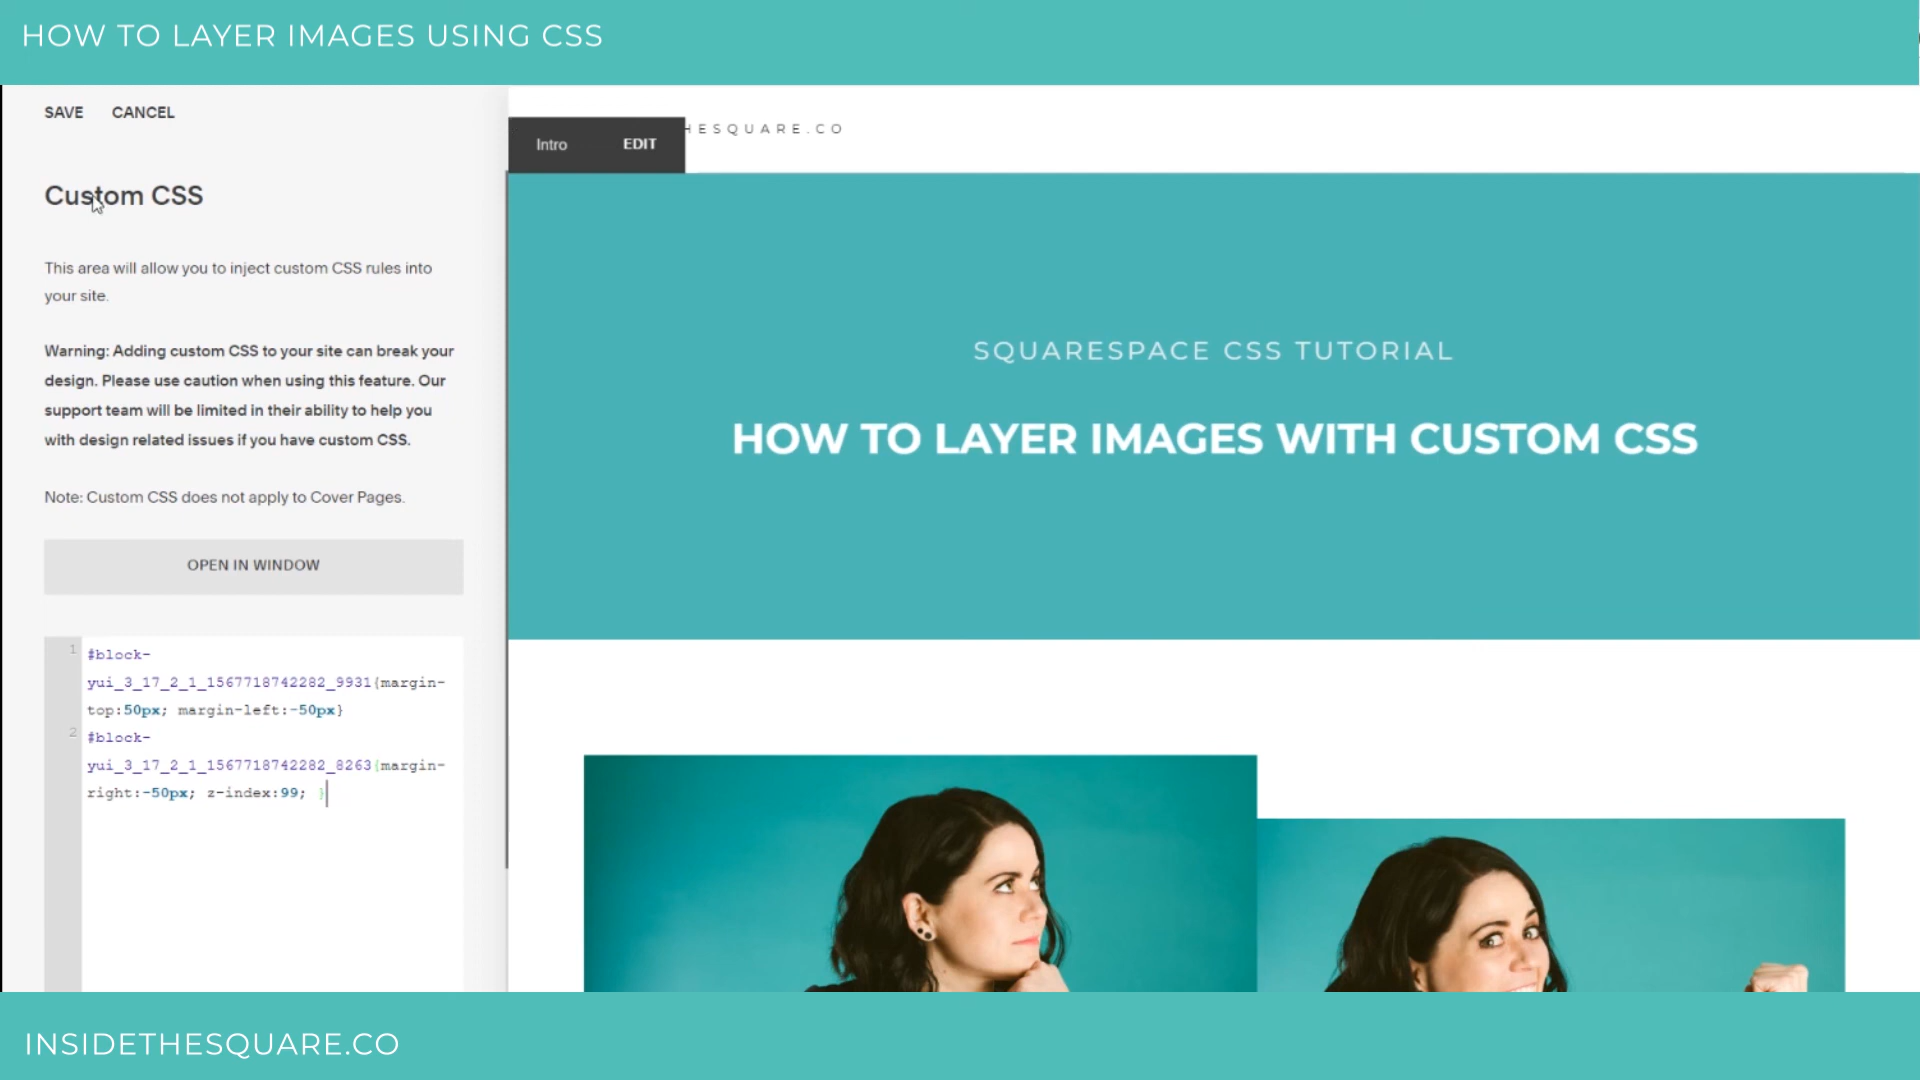 HOW TO LAYER IMAGES USING CSS
SAVE CANCEL
Intro EDIT
HESQUARE.CO
Custom CSS
This area will allow you to inject custom CSS rules into
your site.
Warning: Adding custom CSS to your site can break your
design. Please use caution when using this feature. Our
support team will be limited in their ability to help you
with design related issues if you have custom CSS.
Note: Custom CSS does not apply to Cover Pages.
OPEN IN WINDOW
1 #block-
yui_3_17_2_1_1567718742282_9931{margin-
top:50px; margin-left:-50px}
2 #block-
yui_3_17_2_1_1567718742282_8263{margin-
right:-50px; z-index:99; }
SQUARESPACE CSS TUTORIAL
HOW TO LAYER IMAGES WITH CUSTOM CSS
INSIDETHESQUARE.CO